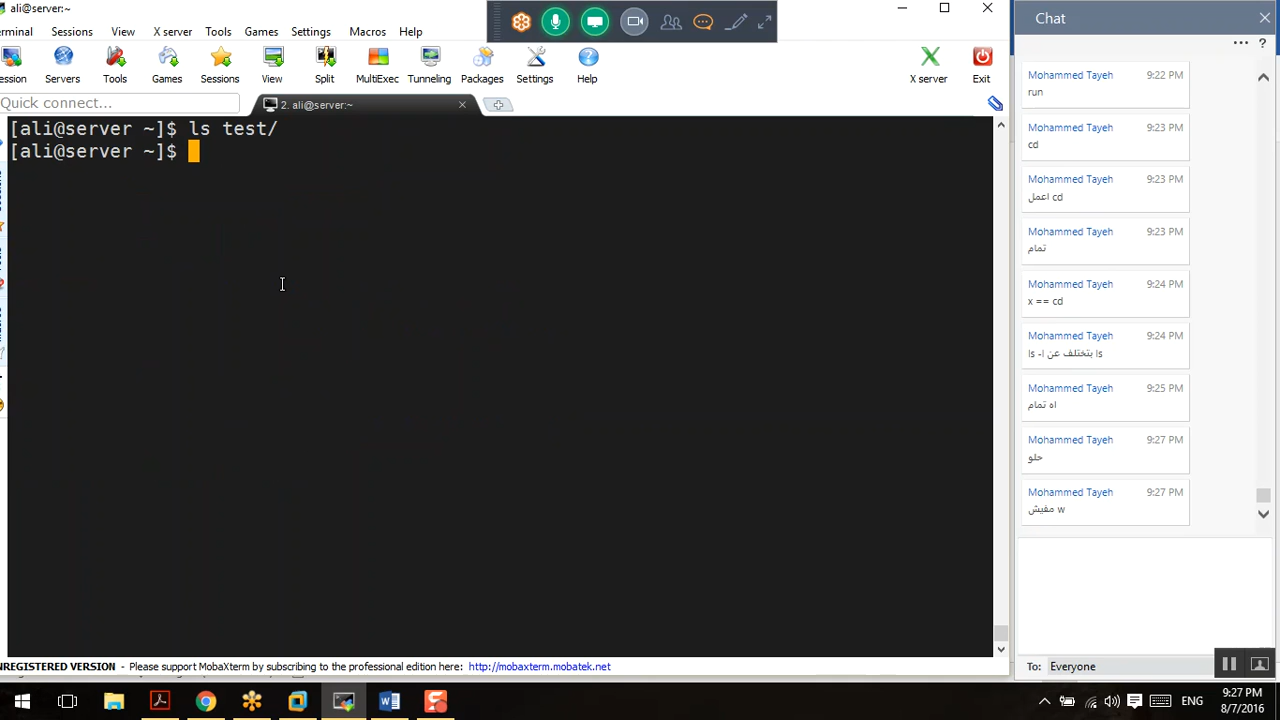 ali@server:~
erminal Sessions View X server Tools Games Settings Macros Help
ession Servers Tools Games Sessions View Split MultiExec Tunneling Packages Settings Help X server Exit
Quick connect...
2. ali@server:~
[ali@server ~]$ ls test/
[ali@server ~]$
UNREGISTERED VERSION - Please support MobaXterm by subscribing to the professional edition here: http://mobaxterm.mobatek.net
Chat
Mohammed Tayeh 9:22 PM
run
Mohammed Tayeh 9:23 PM
cd
Mohammed Tayeh 9:23 PM
اعمل cd
Mohammed Tayeh 9:23 PM
تمام
Mohammed Tayeh 9:24 PM
x == cd
Mohammed Tayeh 9:24 PM
ls بتختلف عن ls -l
Mohammed Tayeh 9:25 PM
اه تمام
Mohammed Tayeh 9:27 PM
حلو
Mohammed Tayeh 9:27 PM
مفيش w
To: Everyone
ENG
9:27 PM
8/7/2016